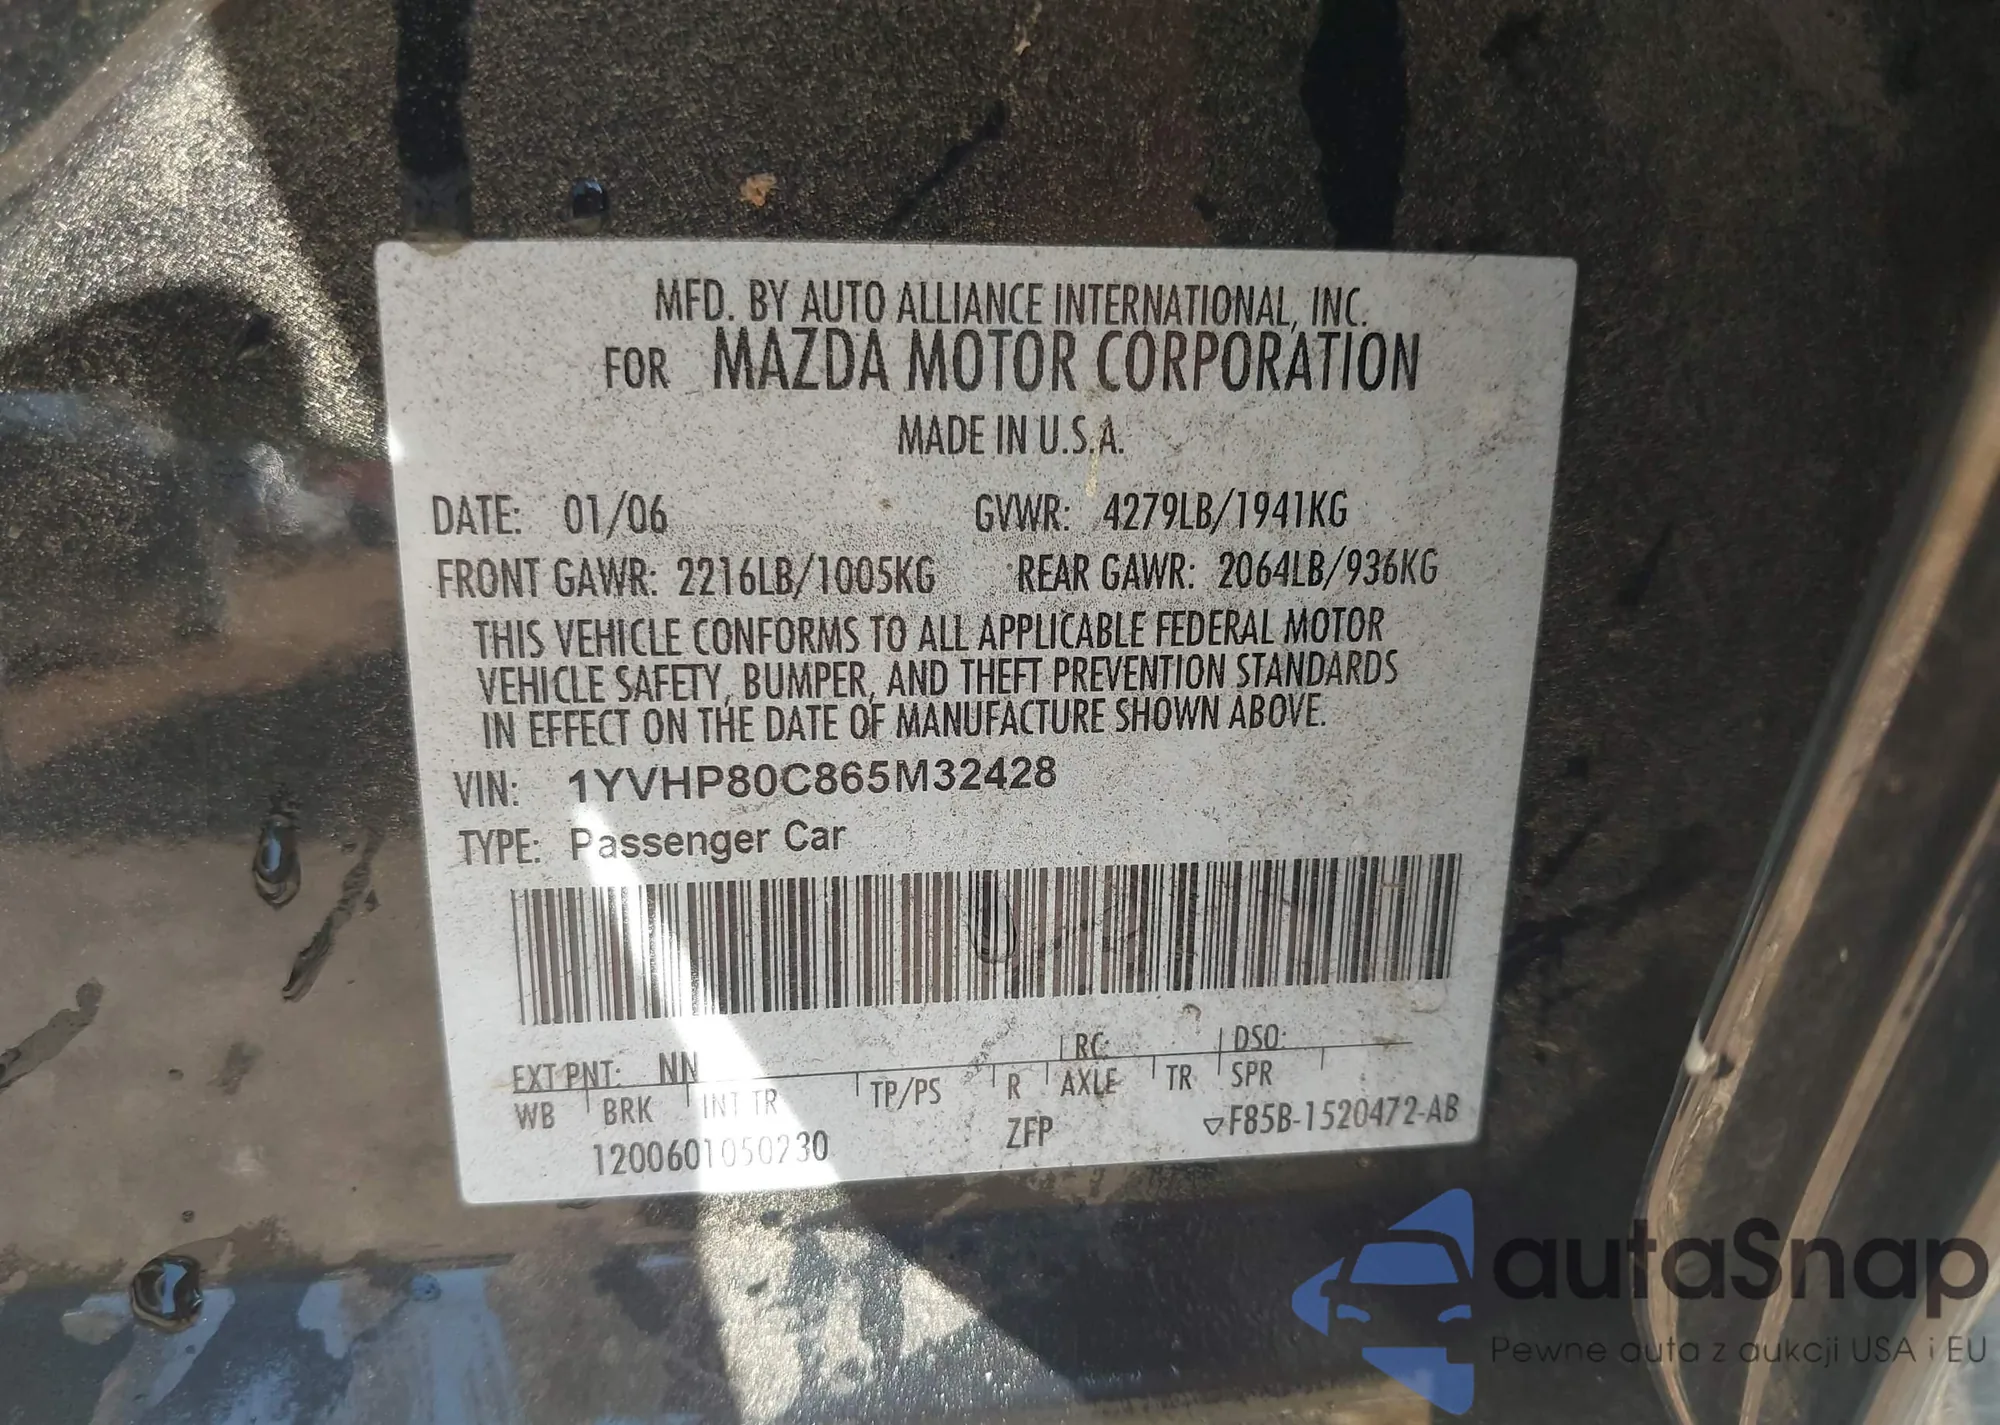 MFD. BY AUTO ALLIANCE INTERNATIONAL, INC.
FOR MAZDA MOTOR CORPORATION
MADE IN U.S.A.
DATE: 01/06 GVWR: 4279LB/1941KG
FRONT GAWR: 2216LB/1005KG REAR GAWR: 2064LB/936KG
THIS VEHICLE CONFORMS TO ALL APPLICABLE FEDERAL MOTOR
VEHICLE SAFETY, BUMPER, AND THEFT PREVENTION STANDARDS
IN EFFECT ON THE DATE OF MANUFACTURE SHOWN ABOVE.
VIN: 1YVHP80C865M32428
TYPE: Passenger Car
EXT PNT: NN RC: DSO:
WB BRK INT TR TP/PS R AXLE TR SPR
1200601050230 ZFP ▽F85B-1520472-AB
autaSnap
Pewne auta z aukcji USA i EU